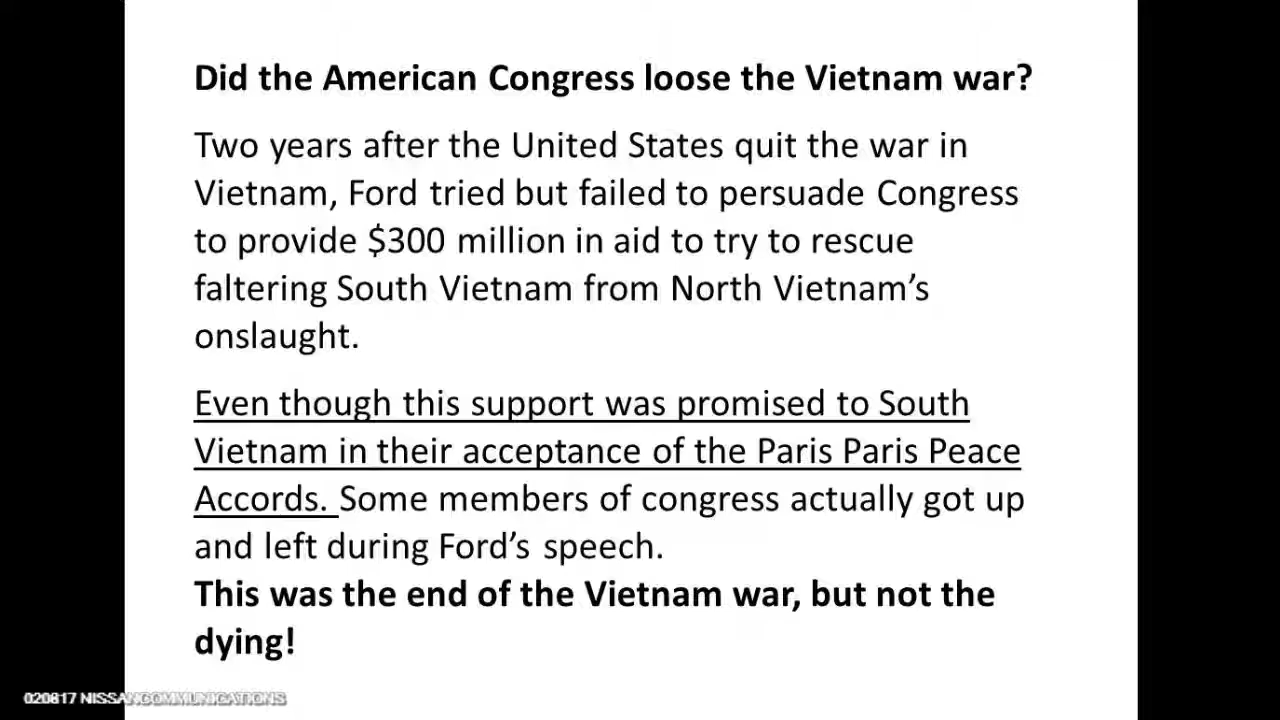 Did the American Congress loose the Vietnam war?
Two years after the United States quit the war in
Vietnam, Ford tried but failed to persuade Congress
to provide $300 million in aid to try to rescue
faltering South Vietnam from North Vietnam’s
onslaught.
Even though this support was promised to South
Vietnam in their acceptance of the Paris Paris Peace
Accords. Some members of congress actually got up
and left during Ford’s speech.
This was the end of the Vietnam war, but not the
dying!
020817 NISSANCOMMUNICATIONS